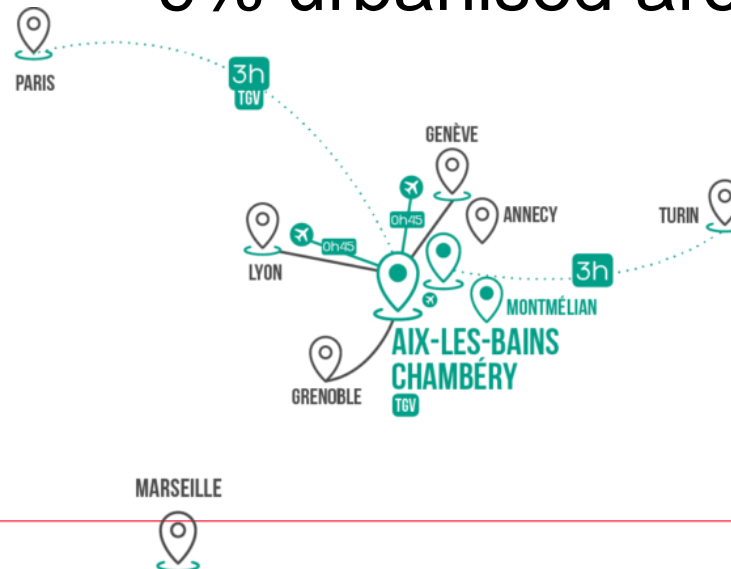 PARIS
3h
TGV
GENÈVE
ANNECY
TURIN
0h45
0h45
LYON
3h
MONTMÉLIAN
AIX-LES-BAINS
CHAMBÉRY
TGV
GRENOBLE
MARSEILLE